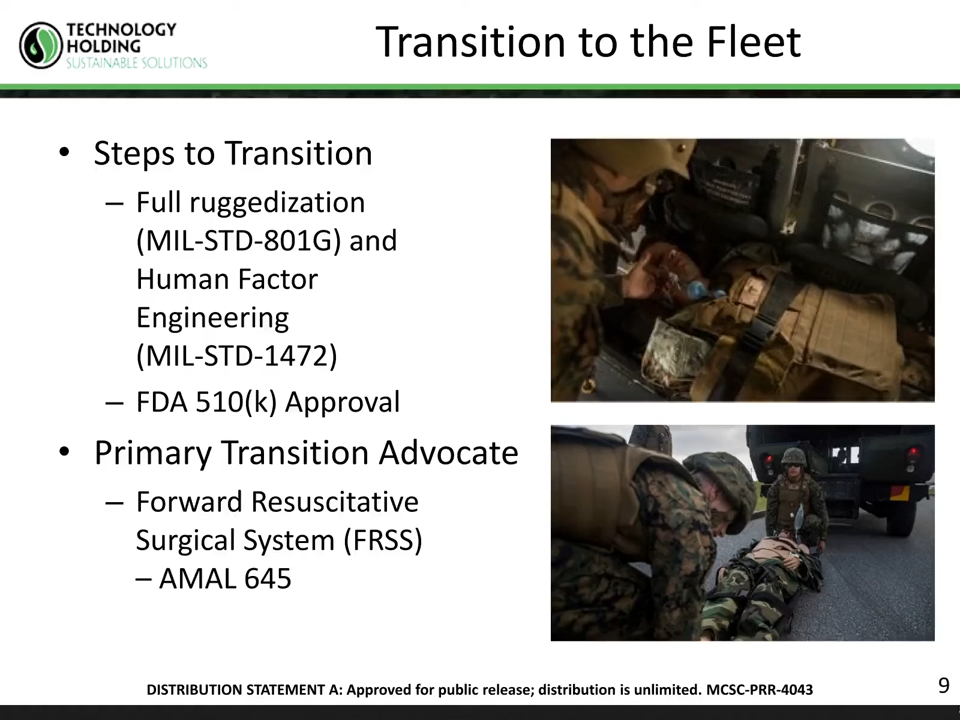 TECHNOLOGY
HOLDING
SUSTAINABLE SOLUTIONS
Transition to the Fleet
• Steps to Transition
– Full ruggedization
(MIL-STD-801G) and
Human Factor
Engineering
(MIL-STD-1472)
– FDA 510(k) Approval
• Primary Transition Advocate
– Forward Resuscitative
Surgical System (FRSS)
– AMAL 645
DISTRIBUTION STATEMENT A: Approved for public release; distribution is unlimited. MCSC-PRR-4043
9